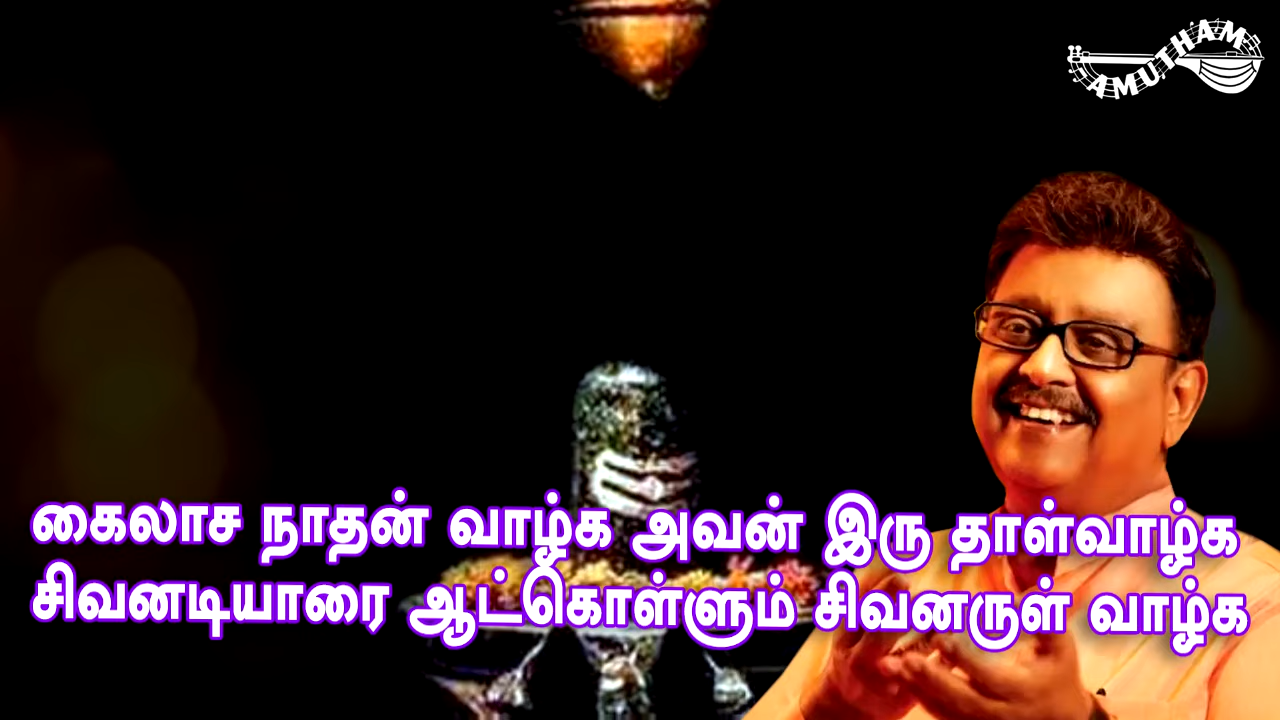 AMUTHAM
கைலாச நாதன் வாழ்க அவன் இரு தாள்வாழ்க
சிவனடியாரை ஆட்கொள்ளும் சிவனருள் வாழ்க